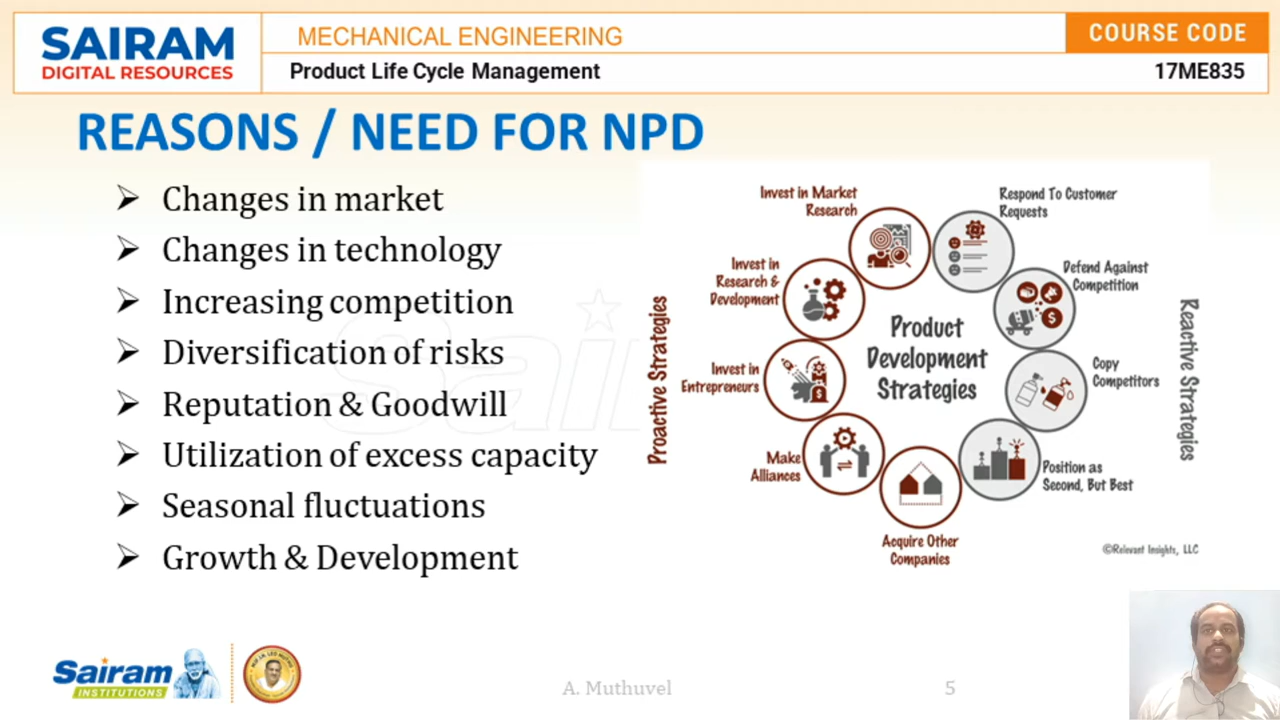 SAIRAM
DIGITAL RESOURCES
MECHANICAL ENGINEERING
COURSE CODE
Product Life Cycle Management
17ME835
REASONS / NEED FOR NPD
Changes in market
Changes in technology
Increasing competition
Diversification of risks
Reputation & Goodwill
Utilization of excess capacity
Seasonal fluctuations
Growth & Development
Proactive Strategies
Invest in Market
Research
Invest in
Research &
Development
Invest in
Entrepreneurs
Make
Alliances
Acquire Other
Companies
Product
Development
Strategies
Respond To Customer
Requests
Defend Against
Competition
Copy
Competitors
Position as
Second, But Best
Reactive Strategies
©Relevant Insights, LLC
Sairam
INSTITUTIONS
A. Muthuvel
5